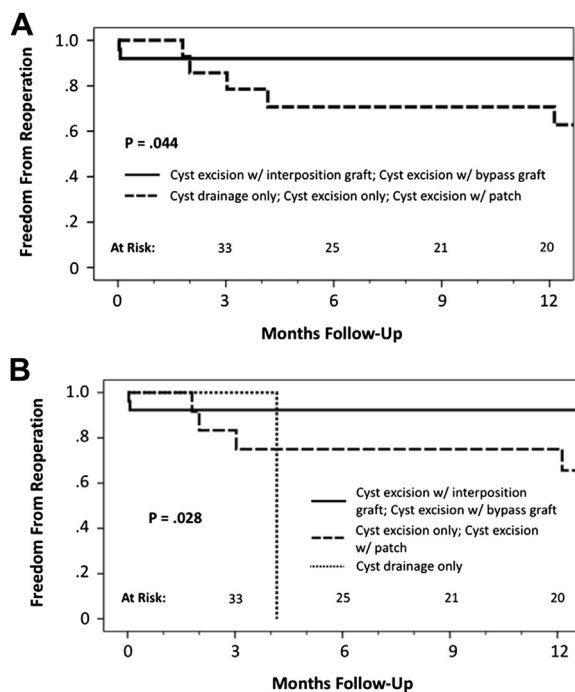 A
1.0
.8
.6
.4
.2
0
Freedom From Reoperation
P = .044
Cyst excision w/ interposition graft; Cyst excision w/ bypass graft
Cyst drainage only; Cyst excision only; Cyst excision w/ patch
At Risk: 33 25 21 20
0 3 6 9 12
Months Follow-Up
B
1.0
.8
.6
.4
.2
0
Freedom From Reoperation
P = .028
Cyst excision w/ interposition
graft; Cyst excision w/ bypass graft
Cyst excision only; Cyst excision
w/ patch
Cyst drainage only
At Risk: 33 25 21 20
0 3 6 9 12
Months Follow-Up